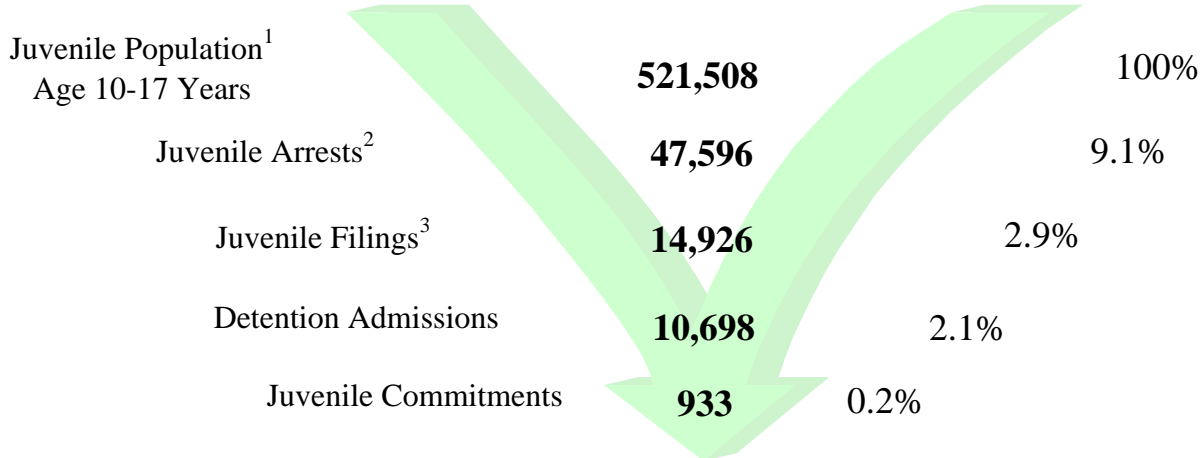 Juvenile Population¹
Age 10-17 Years
521,508
100%
Juvenile Arrests²
47,596
9.1%
Juvenile Filings³
14,926
2.9%
Detention Admissions
10,698
2.1%
Juvenile Commitments
933
0.2%